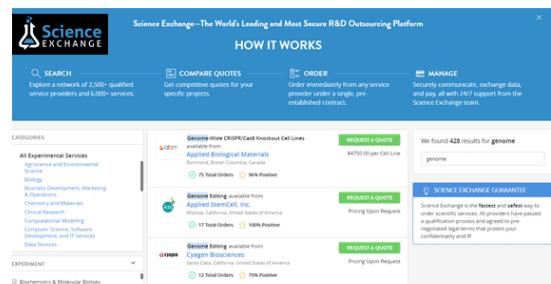 Science
EXCHANGE
Science Exchange—The World's Leading and Most Secure R&D Outsourcing Platform
HOW IT WORKS
SEARCH
Explore a network of 2,500+ qualified
service providers and 6,000+ services.
COMPARE QUOTES
Get competitive quotes for your
specific projects.
ORDER
Order immediately from any service
provider under a single, pre-
established contract.
MANAGE
Securely communicate, exchange data,
and pay, all with 24/7 support from the
Science Exchange team.
CATEGORIES
All Experimental Services
Agriscience and Environmental
Science
Biology
Business Development, Marketing
& Operations
Chemistry and Materials
Clinical Research
Computational Modeling
Computer Science, Software
Development, and IT Services
Data Services
EXPERIMENT
Biochemistry & Molecular Biology
abm
Genome-Wide CRISPR/Cas9 Knockout Cell Lines
available from
Applied Biological Materials
Richmond, British Columbia, Canada
75 Total Orders 96% Positive
REQUEST A QUOTE
$4750.00 per Cell Line
ASC
Genome Editing available from
Applied StemCell, Inc.
Milpitas, California, United States of America
17 Total Orders 100% Positive
REQUEST A QUOTE
Pricing Upon Request
cyagen
Genome Editing available from
Cyagen Biosciences
Santa Clara, California, United States of America
12 Total Orders 75% Positive
REQUEST A QUOTE
Pricing Upon Request
We found 428 results for genome
genome
SCIENCE EXCHANGE GUARANTEE
Science Exchange is the fastest and safest way to
order scientific services. All providers have passed
a qualification process and agreed to pre-
negotiated legal terms that protect your
confidentiality and IP.